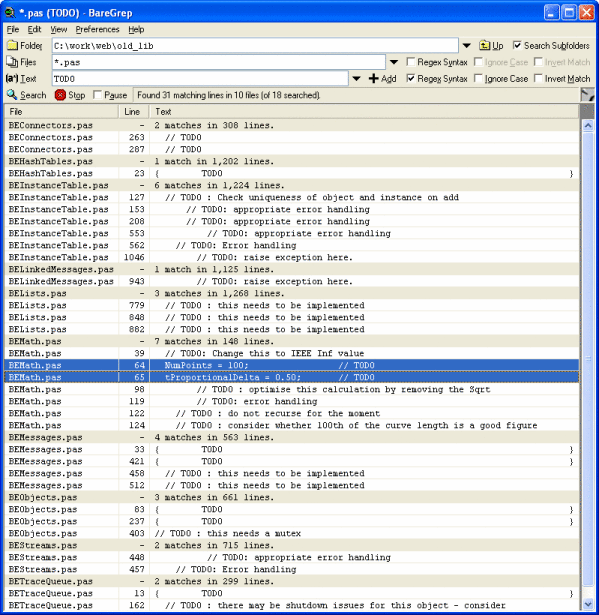 *.pas (TODO) - BareGrep
File Edit View Preferences Help
Folder C:\work\web\old_lib Up Search Subfolders
Files *.pas Regex Syntax Ignore Case Invert Match
Text TODO Add Regex Syntax Ignore Case Invert Match
Search Stop Pause Found 31 matching lines in 10 files (of 18 searched).
File Line Text
BEConnectors.pas - 2 matches in 308 lines.
BEConnectors.pas 263 // TODO
BEConnectors.pas 287 // TODO
BEHashTables.pas - 1 match in 1,202 lines.
BEHashTables.pas 23 { TODO }
BEInstanceTable.pas - 6 matches in 1,224 lines.
BEInstanceTable.pas 127 // TODO : Check uniqueness of object and instance on add
BEInstanceTable.pas 153 // TODO: appropriate error handling
BEInstanceTable.pas 208 // TODO: appropriate error handling
BEInstanceTable.pas 553 // TODO: appropriate error handling
BEInstanceTable.pas 562 // TODO: Error handling
BEInstanceTable.pas 1046 // TODO: raise exception here.
BELinkedMessages.pas - 1 match in 1,125 lines.
BELinkedMessages.pas 943 // TODO: raise exception here.
BELists.pas - 3 matches in 1,268 lines.
BELists.pas 779 // TODO : this needs to be implemented
BELists.pas 848 // TODO : this needs to be implemented
BELists.pas 882 // TODO : this needs to be implemented
BEMath.pas - 7 matches in 148 lines.
BEMath.pas 39 // TODO: Change this to IEEE Inf value
BEMath.pas 64 NumPoints = 100; // TODO
BEMath.pas 65 tProportionalDelta = 0.50; // TODO
BEMath.pas 98 // TODO : optimise this calculation by removing the Sqrt
BEMath.pas 119 // TODO: error handling
BEMath.pas 122 // TODO : do not recurse for the moment
BEMath.pas 124 // TODO : consider whether 100th of the curve length is a good figure
BEMessages.pas - 4 matches in 563 lines.
BEMessages.pas 33 { TODO }
BEMessages.pas 421 { TODO }
BEMessages.pas 458 // TODO : this needs to be implemented
BEMessages.pas 512 // TODO : this needs to be implemented
BEObjects.pas - 3 matches in 661 lines.
BEObjects.pas 83 { TODO }
BEObjects.pas 237 { TODO }
BEObjects.pas 403 // TODO : this needs a mutex
BEStreams.pas - 2 matches in 715 lines.
BEStreams.pas 448 // TODO: appropriate error handling
BEStreams.pas 457 // TODO: Error handling
BETraceQueue.pas - 2 matches in 299 lines.
BETraceQueue.pas 13 { TODO }
BETraceQueue.pas 162 // TODO : there may be shutdown issues for this object - consider